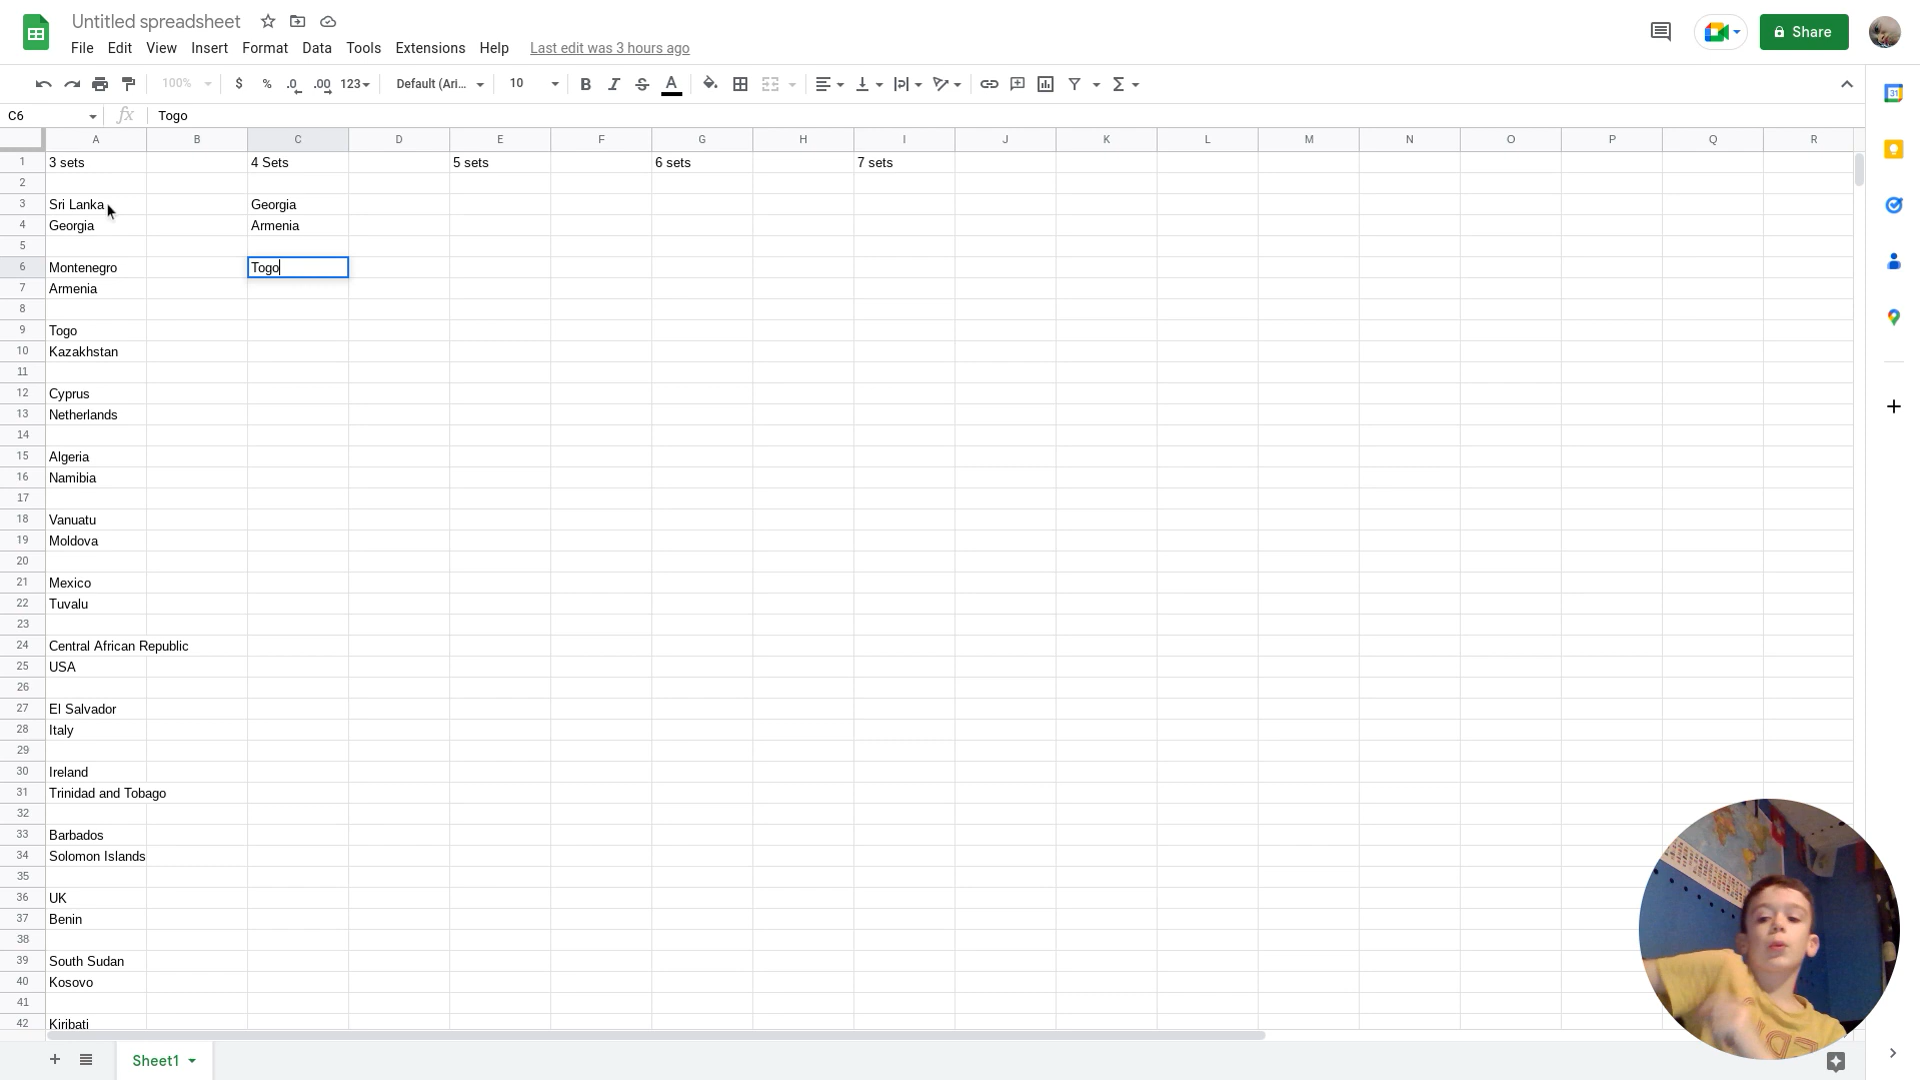 Untitled spreadsheet
File Edit View Insert Format Data Tools Extensions Help Last edit was 3 hours ago
Share
100% $ % .0 .00 123 Default (Ari... 10 B I S A
31
C6 fx Togo
A B C D E F G H I J K L M N O P Q R
1 3 sets 4 Sets 5 sets 6 sets 7 sets
2
3 Sri Lanka Georgia
4 Georgia Armenia
5
6 Montenegro Togo
7 Armenia
8
9 Togo
10 Kazakhstan
11
12 Cyprus
13 Netherlands
14
15 Algeria
16 Namibia
17
18 Vanuatu
19 Moldova
20
21 Mexico
22 Tuvalu
23
24 Central African Republic
25 USA
26
27 El Salvador
28 Italy
29
30 Ireland
31 Trinidad and Tobago
32
33 Barbados
34 Solomon Islands
35
36 UK
37 Benin
38
39 South Sudan
40 Kosovo
41
42 Kiribati
Sheet1